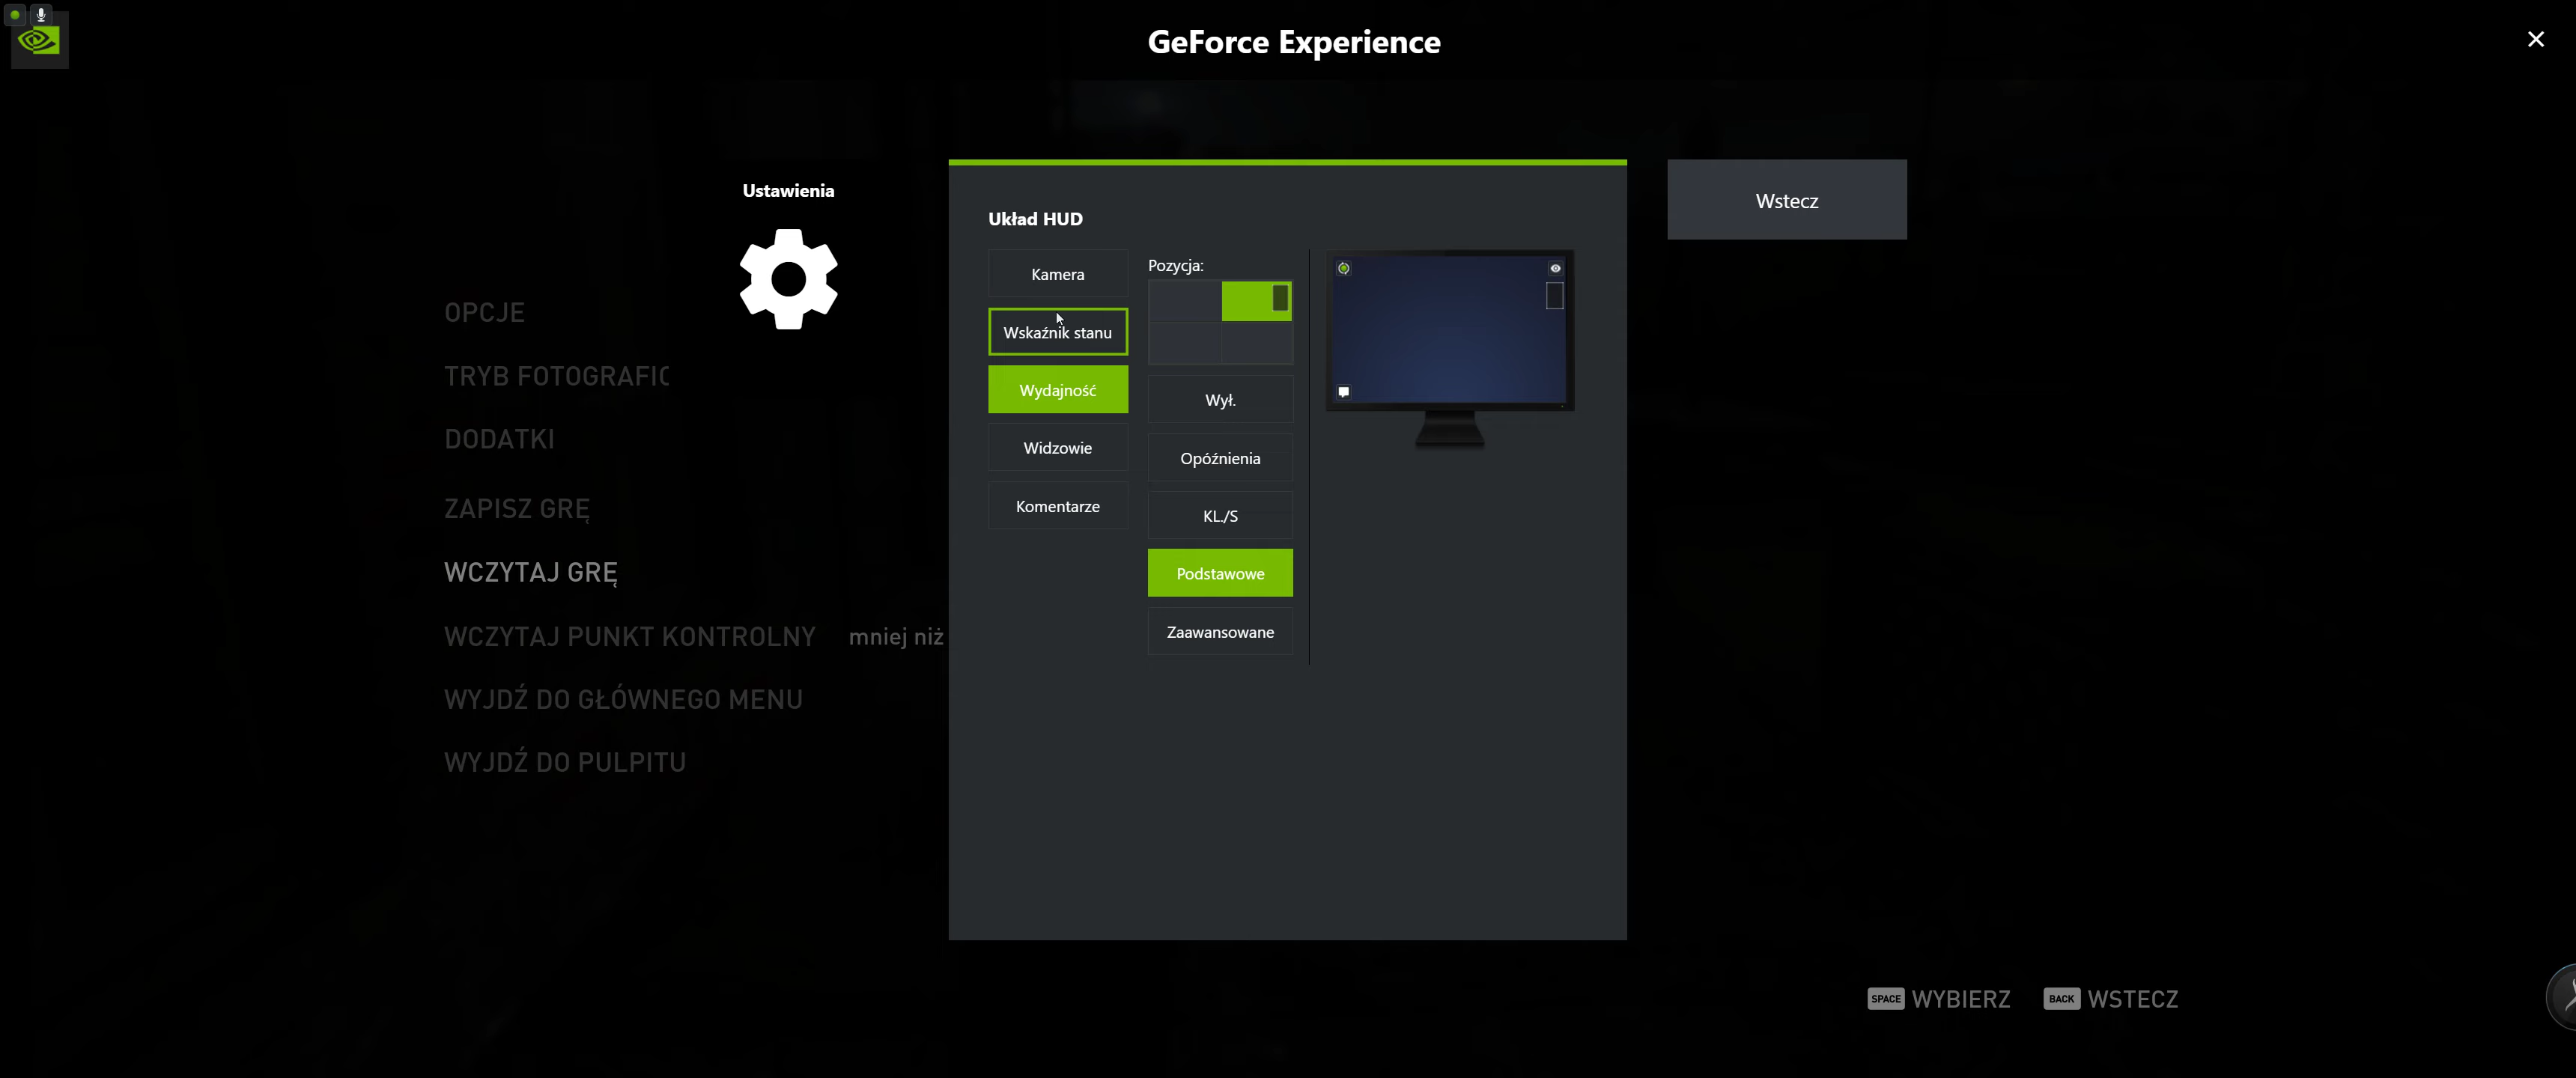 GeForce Experience
Ustawienia
Układ HUD
Wstecz
Kamera
Wskaźnik stanu
Wydajność
Widzowie
Komentarze
Pozycja:
Wył.
Opóźnienia
KL./S
Podstawowe
Zaawansowane
OPCJE
TRYB FOTOGRAFIC
DODATKI
ZAPISZ GRĘ
WCZYTAJ GRĘ
WCZYTAJ PUNKT KONTROLNY mniej niż
WYJDŹ DO GŁÓWNEGO MENU
WYJDŹ DO PULPITU
SPACE WYBIERZ BACK WSTECZ